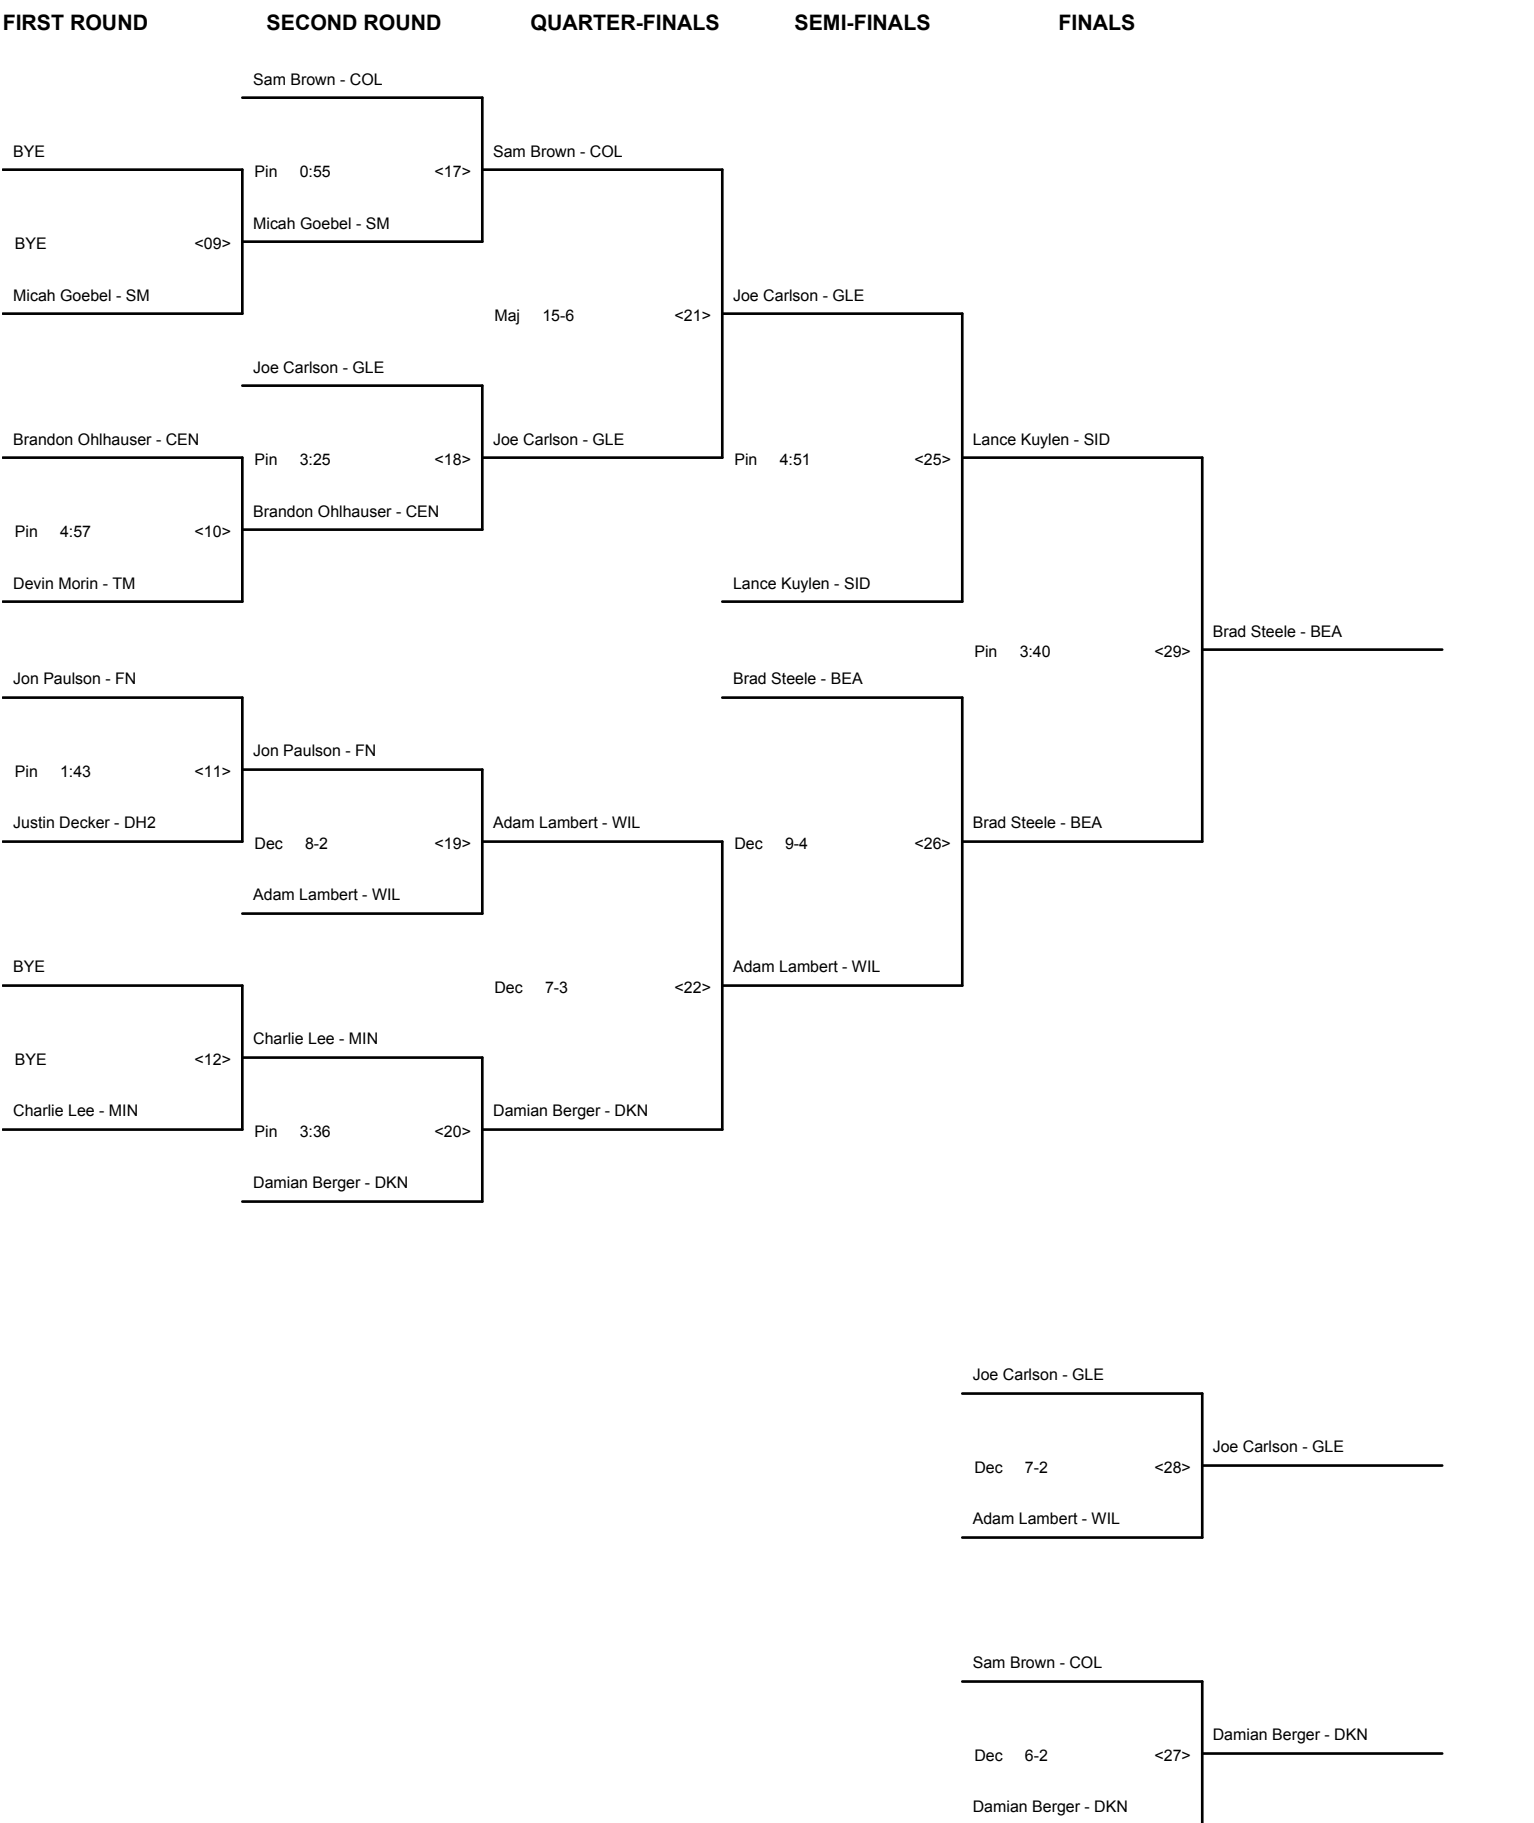 FIRST ROUND SECOND ROUND QUARTER-FINALS SEMI-FINALS FINALS
Sam Brown - COL
BYE Sam Brown - COL
Pin 0:55 <17>
Micah Goebel - SM
BYE <09>
Micah Goebel - SM Joe Carlson - GLE
Maj 15-6 <21>
Joe Carlson - GLE
Brandon Ohlhauser - CEN Joe Carlson - GLE Lance Kuylen - SID
Pin 3:25 <18> Pin 4:51 <25>
Brandon Ohlhauser - CEN
Pin 4:57 <10>
Devin Morin - TM Lance Kuylen - SID
Brad Steele - BEA
Pin 3:40 <29>
Jon Paulson - FN Brad Steele - BEA
Jon Paulson - FN
Pin 1:43 <11>
Justin Decker - DH2 Adam Lambert - WIL Brad Steele - BEA
Dec 8-2 <19> Dec 9-4 <26>
Adam Lambert - WIL
BYE Adam Lambert - WIL
Dec 7-3 <22>
Charlie Lee - MIN
BYE <12>
Charlie Lee - MIN Damian Berger - DKN
Pin 3:36 <20>
Damian Berger - DKN
Joe Carlson - GLE
Joe Carlson - GLE
Dec 7-2 <28>
Adam Lambert - WIL
Sam Brown - COL
Damian Berger - DKN
Dec 6-2 <27>
Damian Berger - DKN